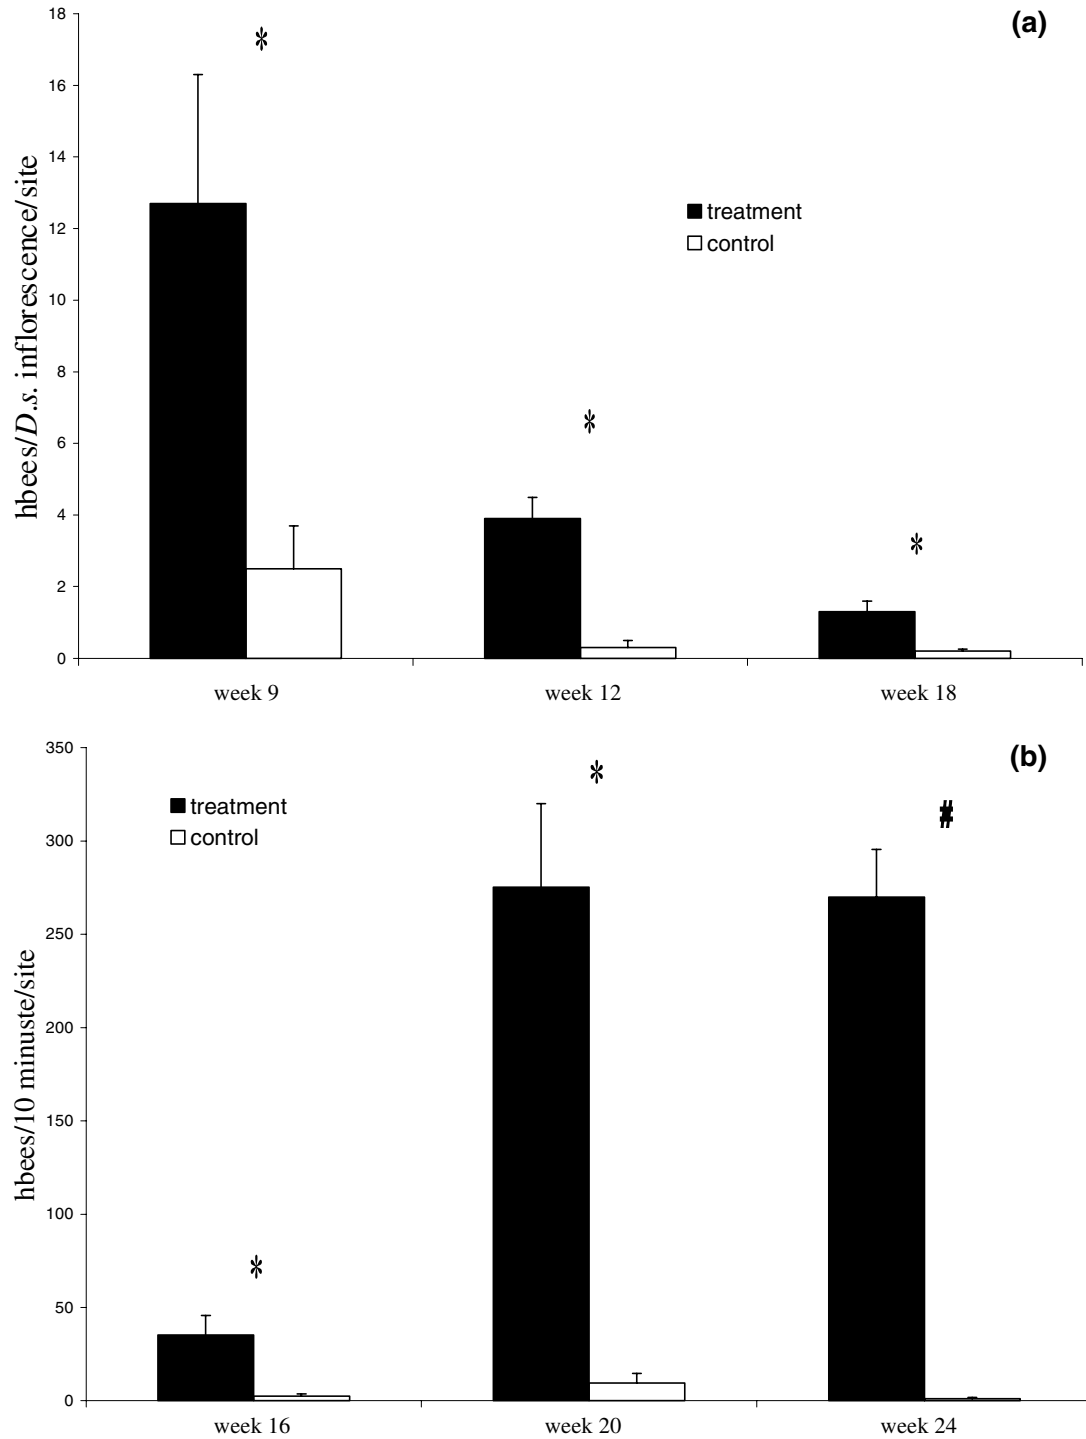 (a)
18
16
14
12
10
8
6
4
2
0
hbees/D.s. inflorescence/site
*
*
*
treatment
control
week 9 week 12 week 18
(b)
350
300
250
200
150
100
50
0
hbees/10 minuste/site
*
*
#
treatment
control
week 16 week 20 week 24